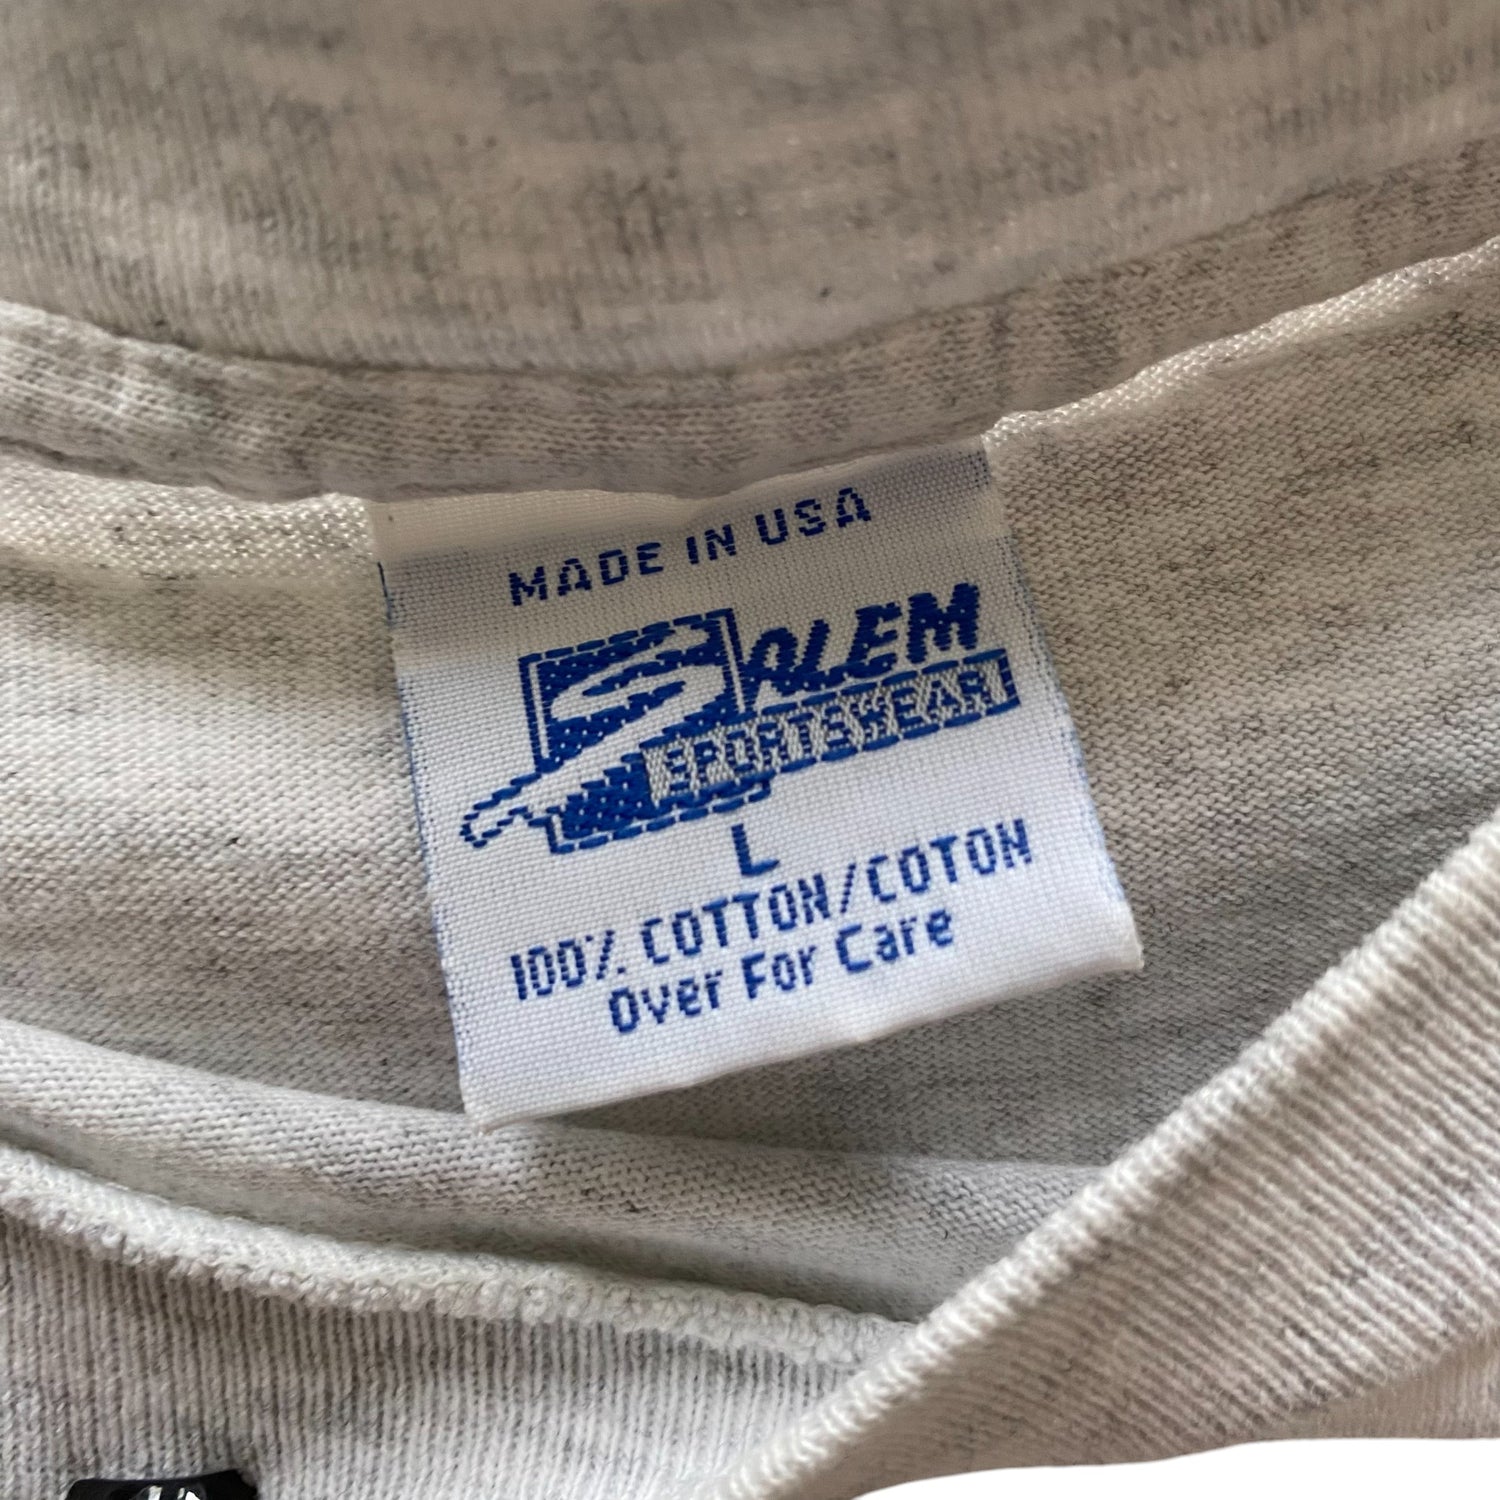 MADE IN USA
SALEM
SPORTSWEAR
L
100% COTTON/COTON
Over For Care